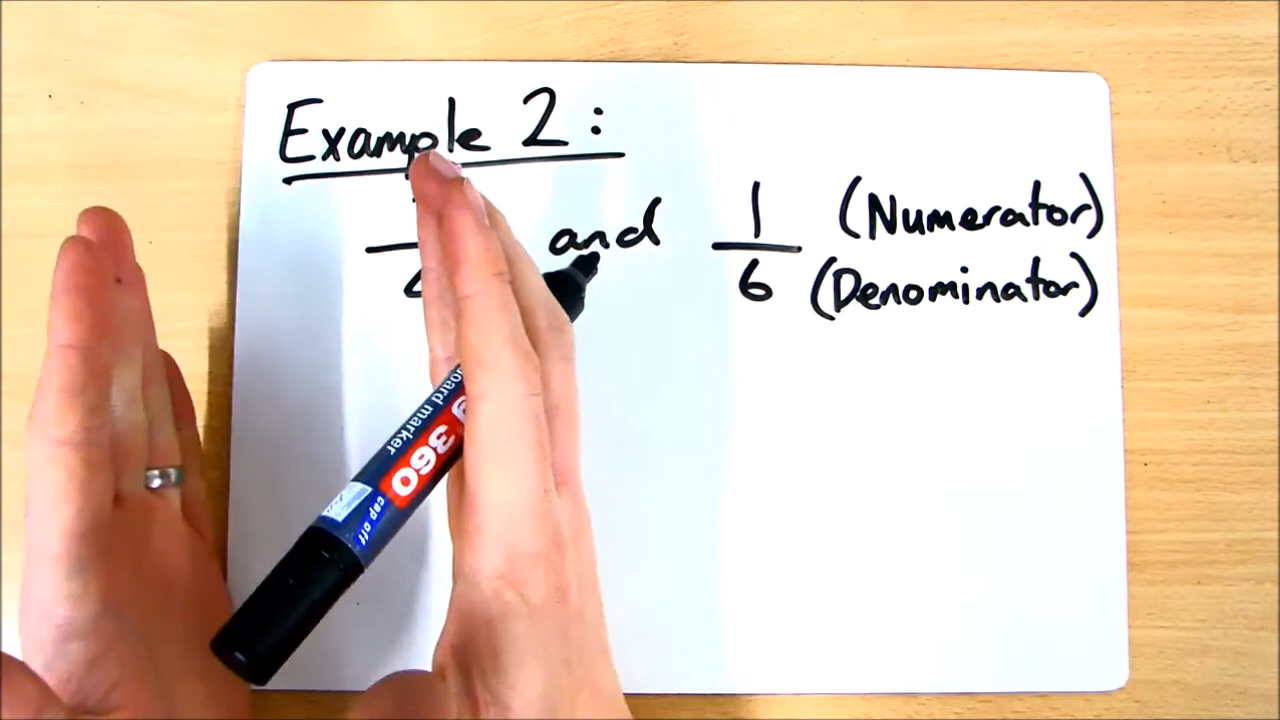 Example 2:
and 1 (Numerator)
6 (Denominator)
board marker
360
cap off